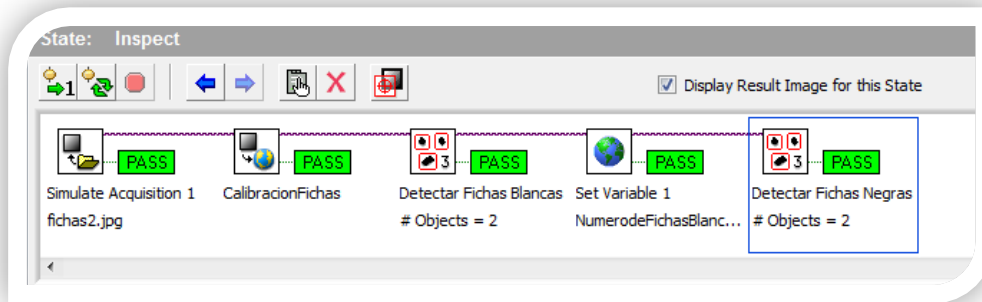 State: Inspect
1
Display Result Image for this State
3
3
PASS PASS PASS PASS PASS
Simulate Acquisition 1 CalibracionFichas Detectar Fichas Blancas Set Variable 1 Detectar Fichas Negras
fichas2.jpg # Objects = 2 NumerodeFichasBlanc... # Objects = 2